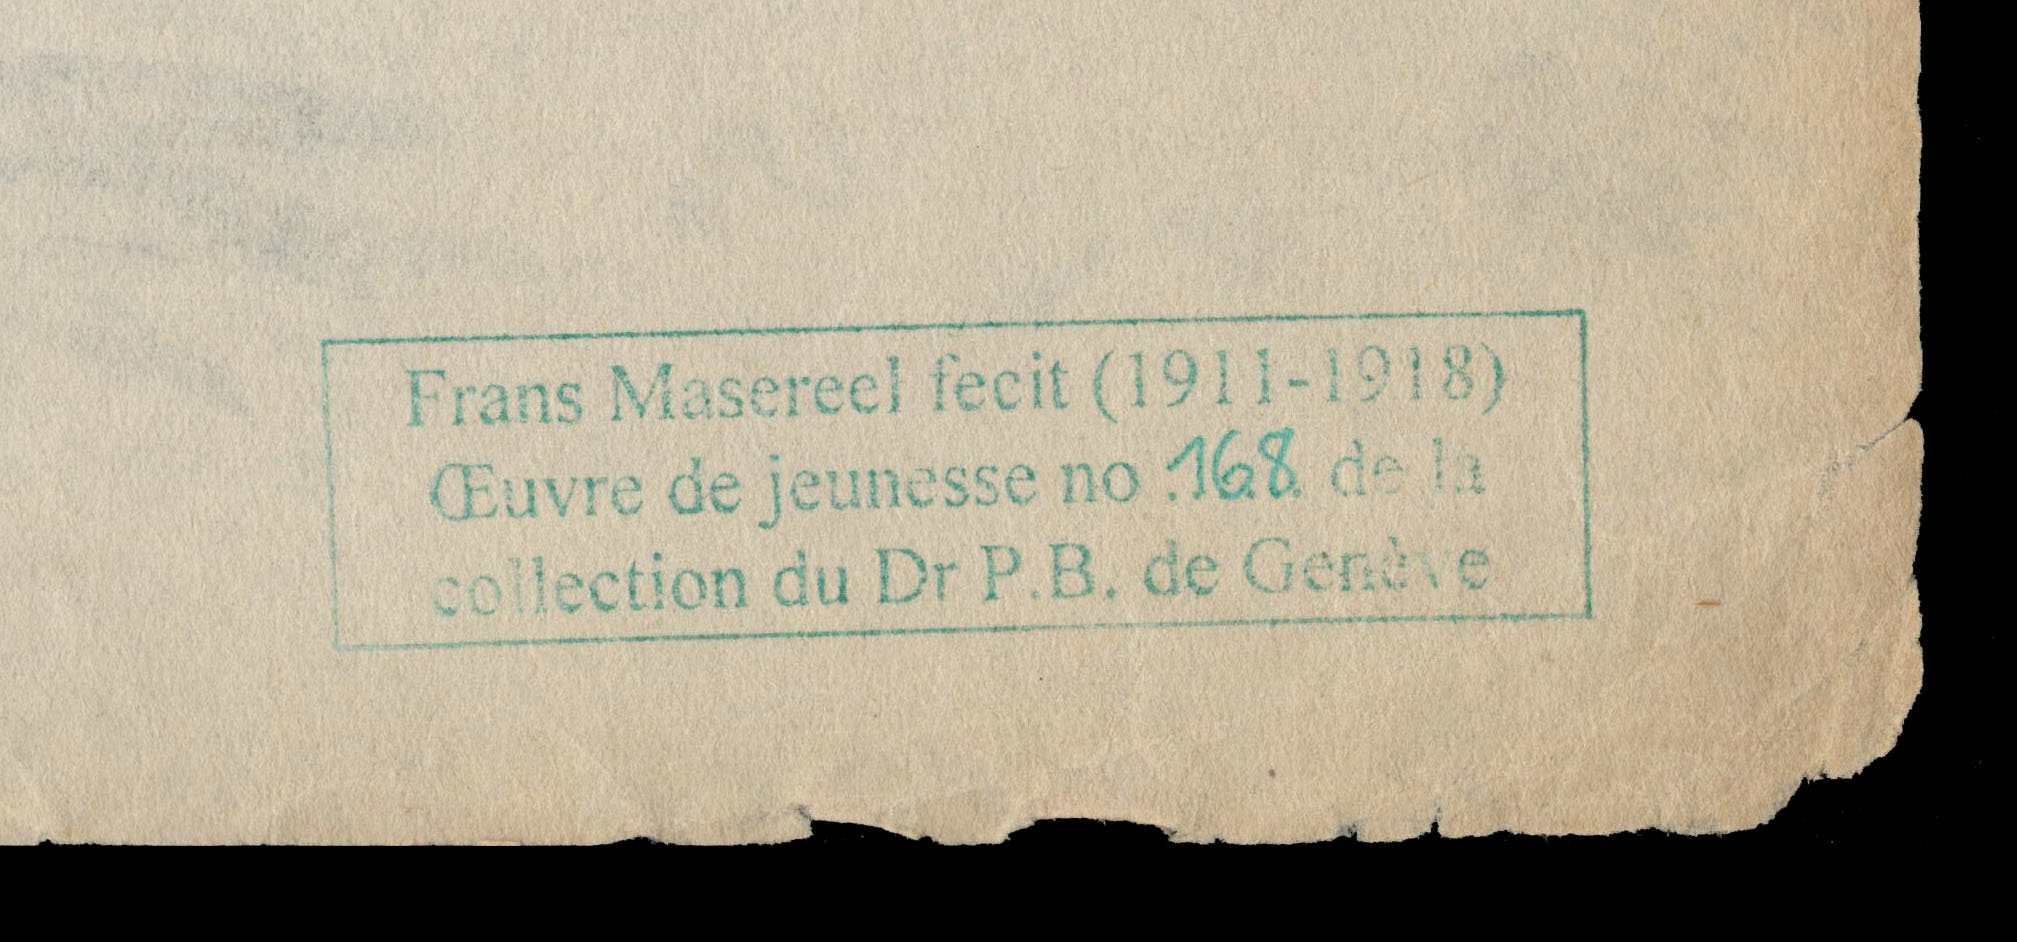 Frans Masereel fecit (1911-1918)
Œuvre de jeunesse no .168. de la
collection du Dr P.B. de Genève